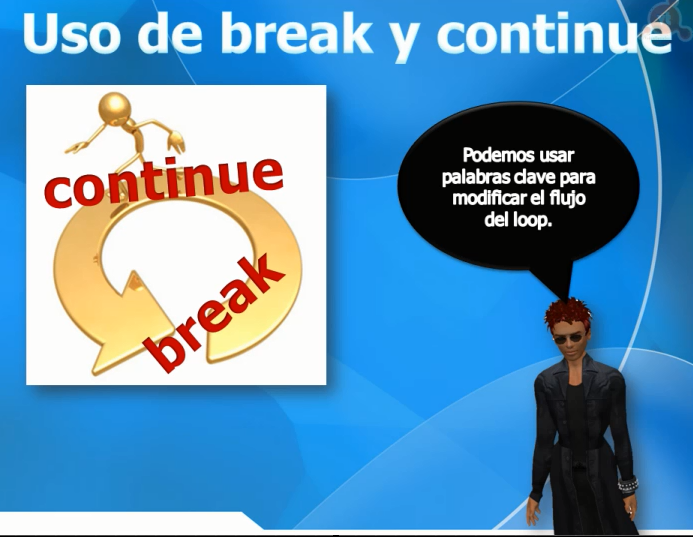 Uso de break y continue
continue
break
Podemos usar
palabras clave para
modificar el flujo
del loop.